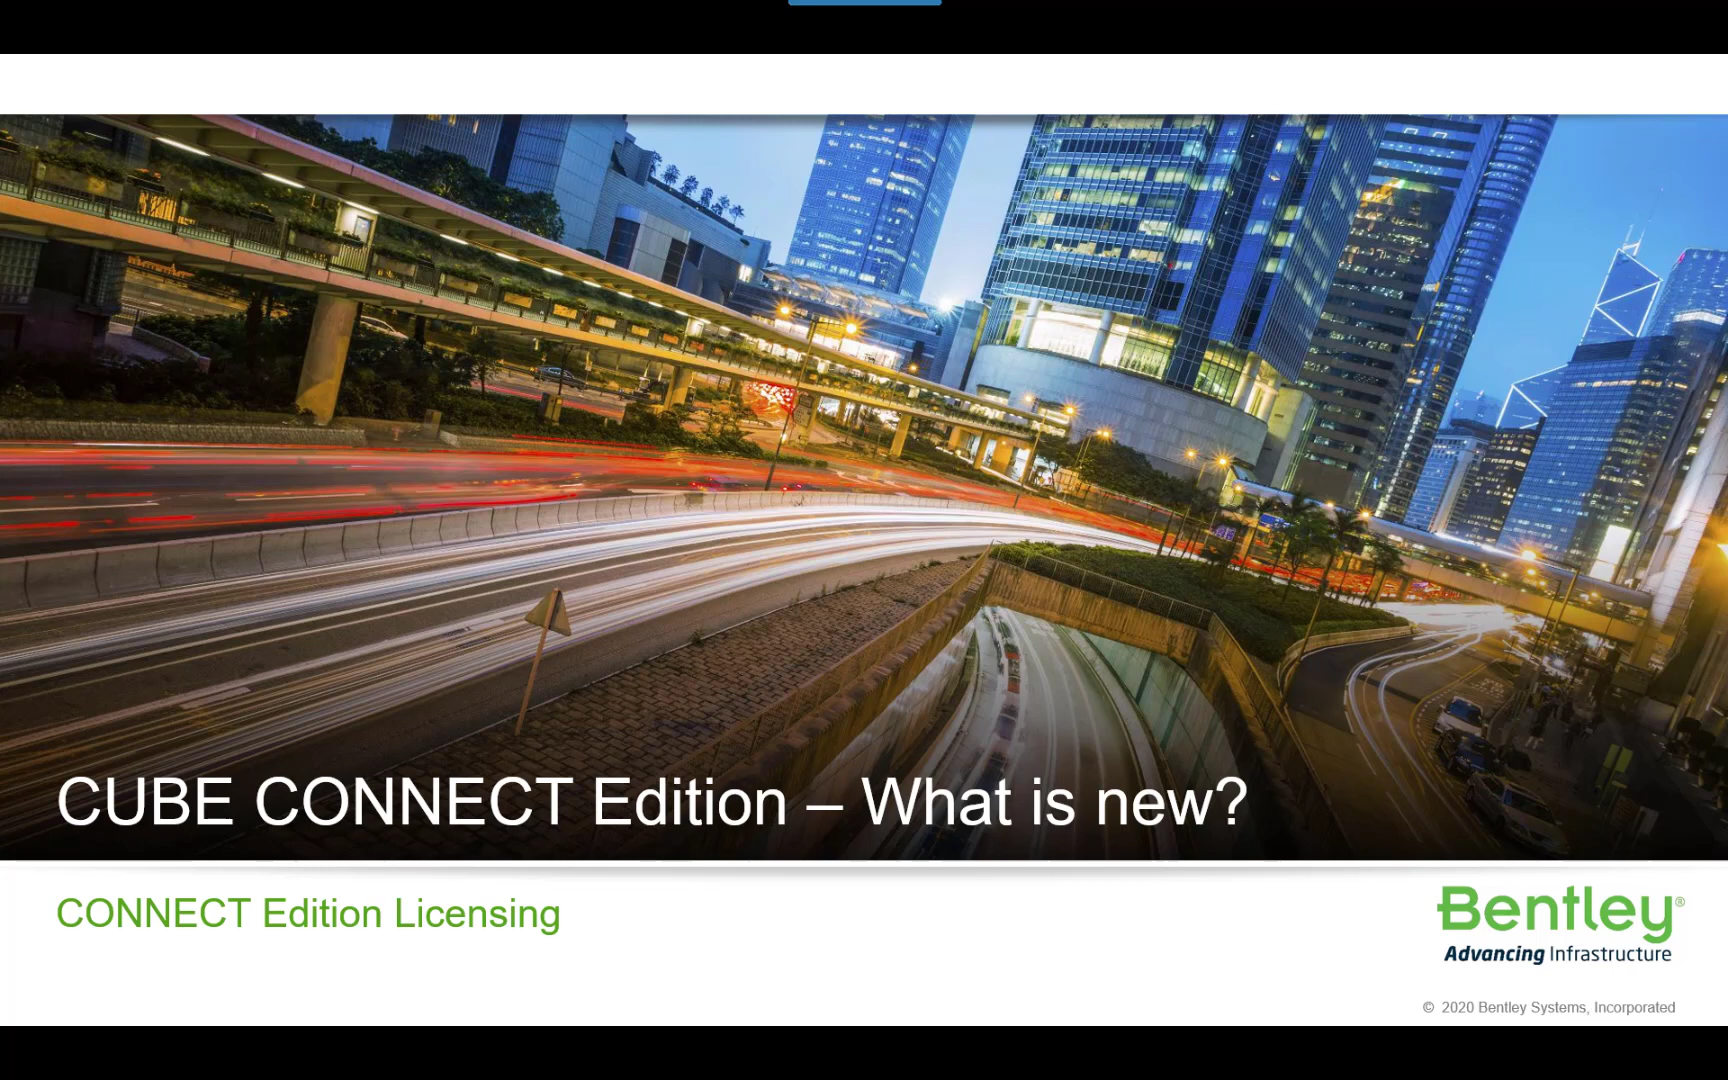 CUBE CONNECT Edition – What is new?
CONNECT Edition Licensing
Bentley®
Advancing Infrastructure
© 2020 Bentley Systems, Incorporated